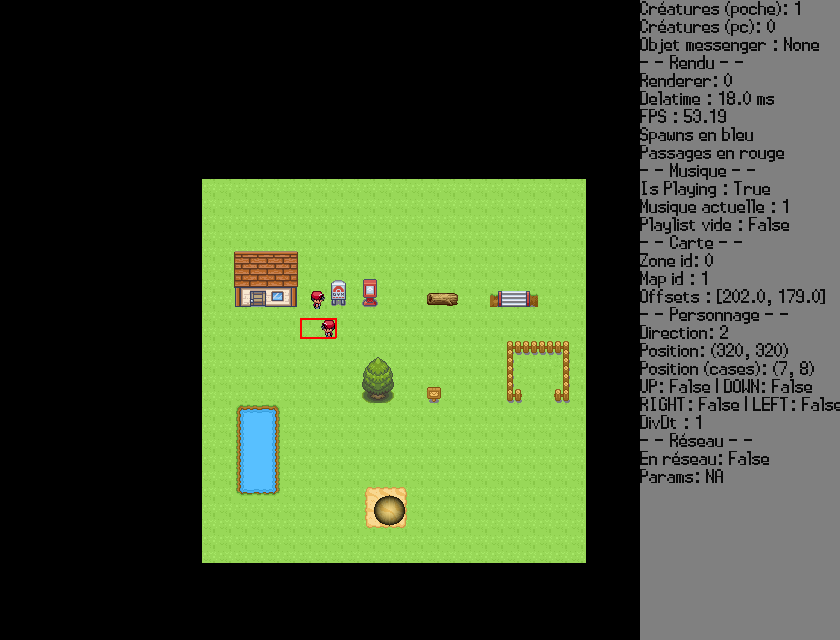 Créatures (poche): 1
Créatures (pc): 0
Objet messenger : None
- - Rendu - -
Renderer: 0
Delatime : 18.0 ms
FPS : 53.19
Spawns en bleu
Passages en rouge
- - Musique - -
Is Playing : True
Musique actuelle : 1
Playlist vide : False
- - Carte - -
Zone id: 0
Map id : 1
Offsets : [202.0, 179.0]
- - Personnage - -
Direction: 2
Position: (320, 320)
Position (cases): (7, 8)
UP: False | DOWN: False
RIGHT: False | LEFT: False
DivDt : 1
- - Réseau - -
En réseau: False
Params: NA